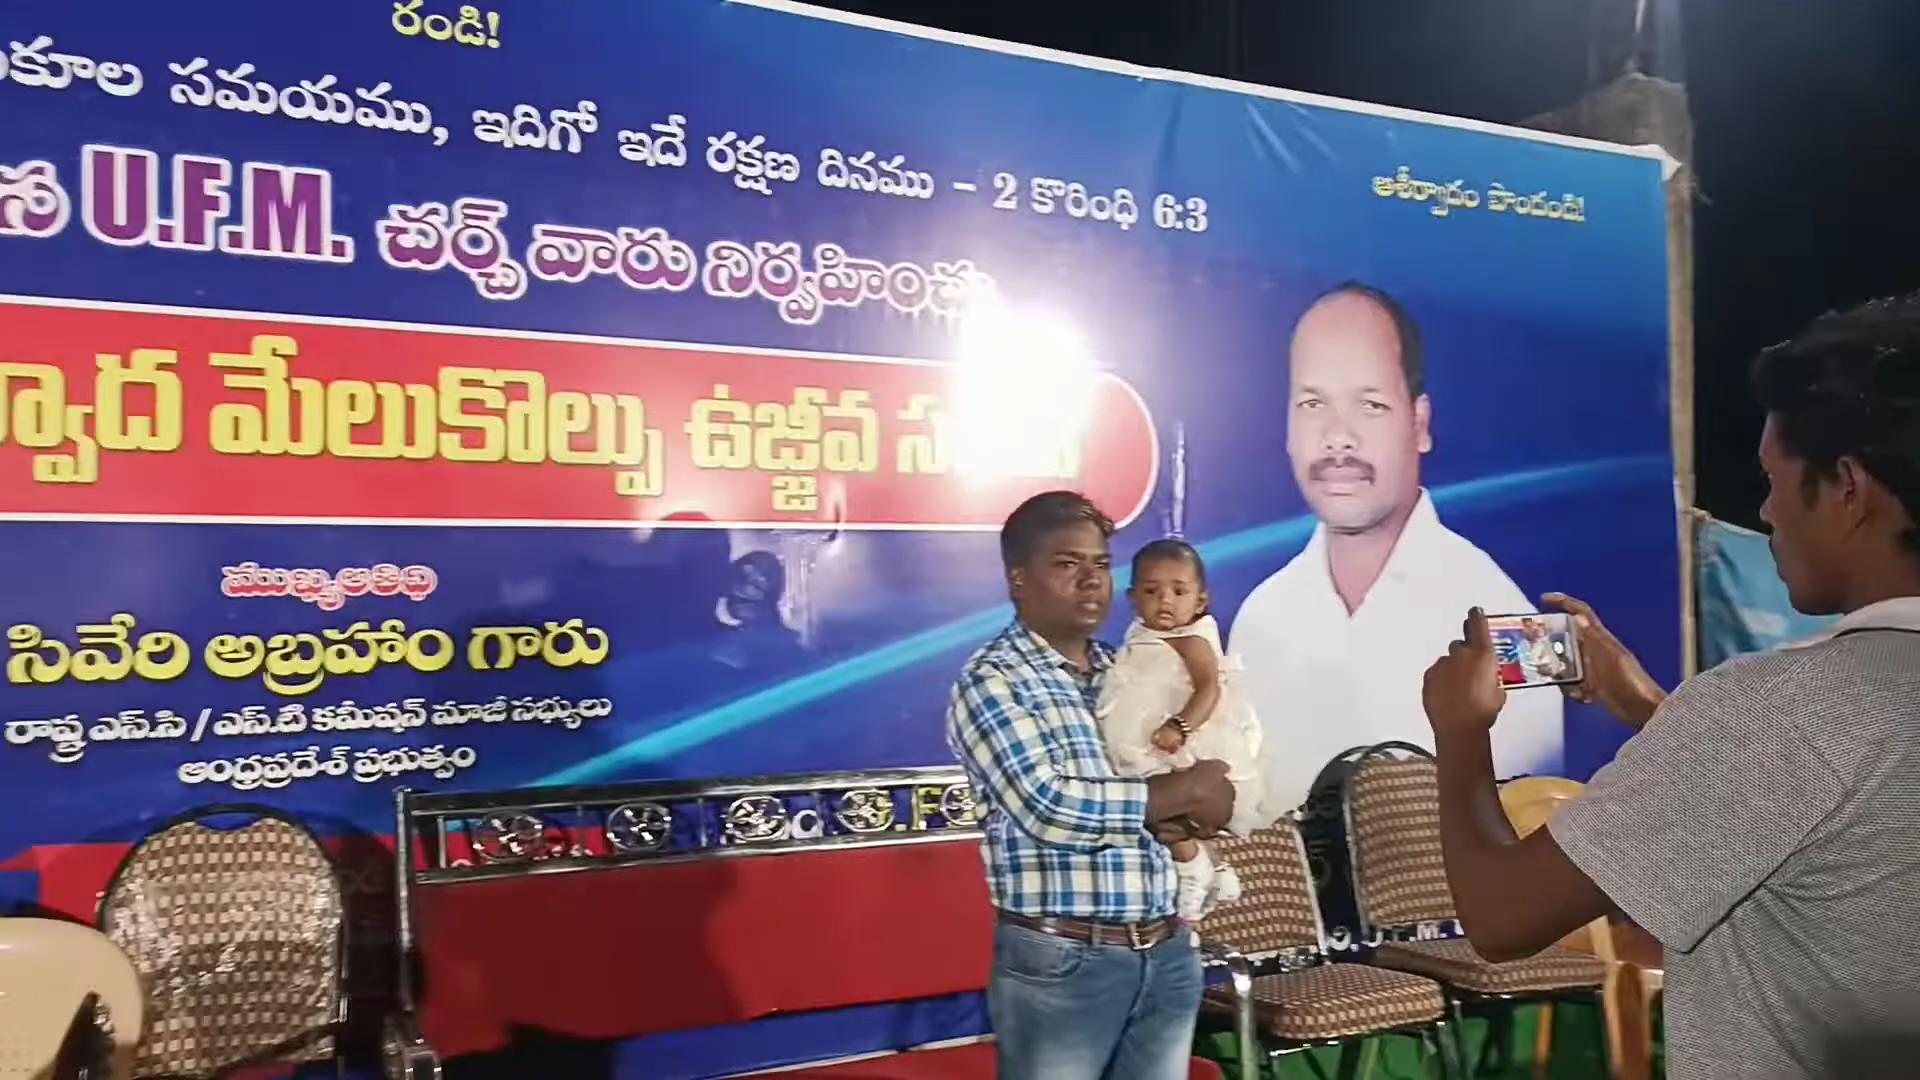 రండి!
సమయము, ఇదిగో ఇదే రక్షణ దినము - 2 కొరింథి 6:3
ఆశీర్వాదం పొందండి!
U.F.M. చర్చ్ వారు నిర్వహించు
మేలుకొల్పు ఉజ్జీవ
ముఖ్యఅతిథి
సివేరి అబ్రహాం గారు
రాష్ట్ర ఎస్.సి / ఎస్.టి కమీషన్ మాజీ సభ్యులు
ఆంధ్రప్రదేశ్ ప్రభుత్వం